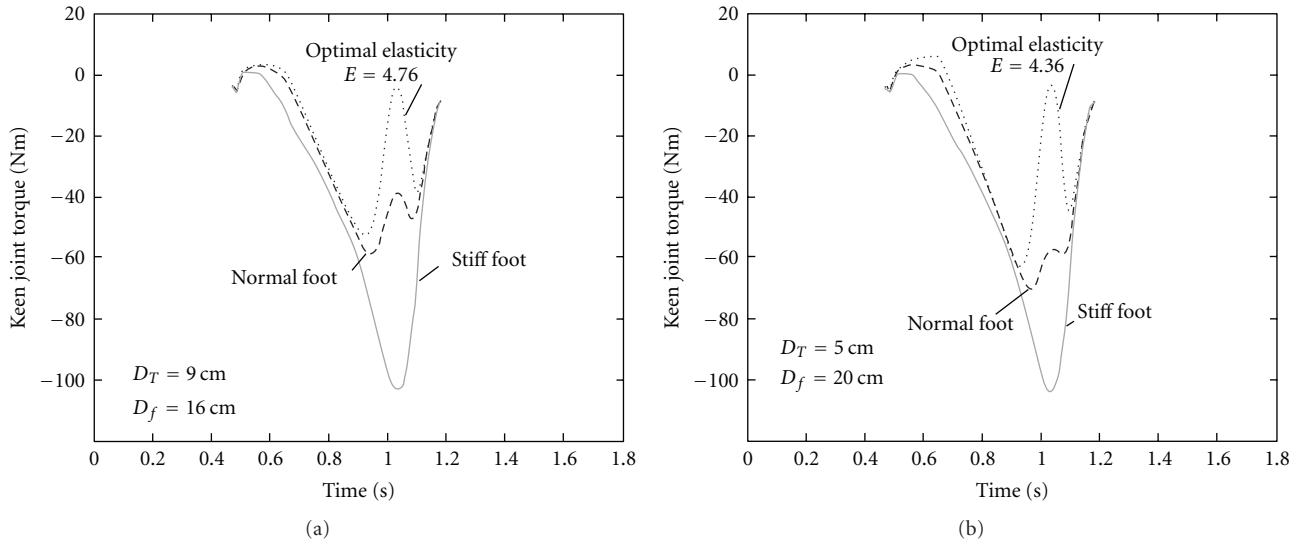 20
0
−20
−40
−60
−80
−100
Keen joint torque (Nm)
Optimal elasticity
E = 4.76
Normal foot
Stiff foot
D_T = 9 cm
D_f = 16 cm
0 0.2 0.4 0.6 0.8 1 1.2 1.4 1.6 1.8
Time (s)
(a)
20
0
−20
−40
−60
−80
−100
Keen joint torque (Nm)
Optimal elasticity
E = 4.36
Normal foot
Stiff foot
D_T = 5 cm
D_f = 20 cm
0 0.2 0.4 0.6 0.8 1 1.2 1.4 1.6 1.8
Time (s)
(b)